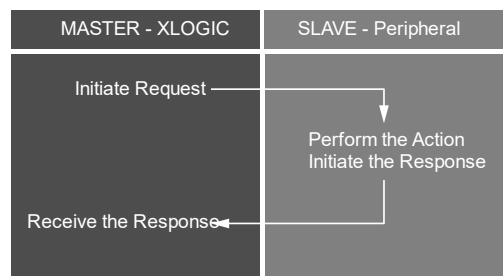 MASTER - XLOGIC
SLAVE - Peripheral
Initiate Request
Perform the Action
Initiate the Response
Receive the Response